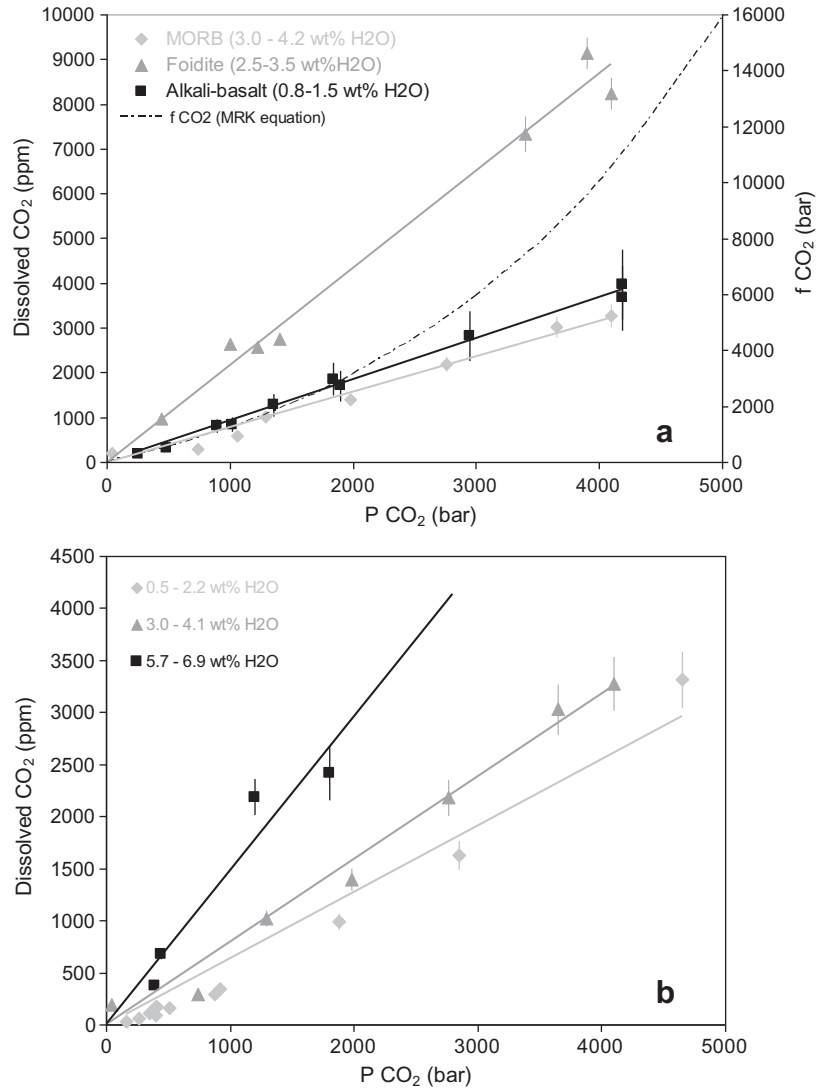 10000
9000
8000
7000
6000
5000
4000
3000
2000
1000
0
Dissolved CO₂ (ppm)
MORB (3.0 - 4.2 wt% H2O)
Foidite (2.5-3.5 wt%H2O)
Alkali-basalt (0.8-1.5 wt% H2O)
f CO2 (MRK equation)
16000
14000
12000
10000
8000
6000
4000
2000
0
f CO₂ (bar)
a
0 1000 2000 3000 4000 5000
P CO₂ (bar)
4500
4000
3500
3000
2500
2000
1500
1000
500
0
Dissolved CO₂ (ppm)
0.5 - 2.2 wt% H2O
3.0 - 4.1 wt% H2O
5.7 - 6.9 wt% H2O
b
0 1000 2000 3000 4000 5000
P CO₂ (bar)